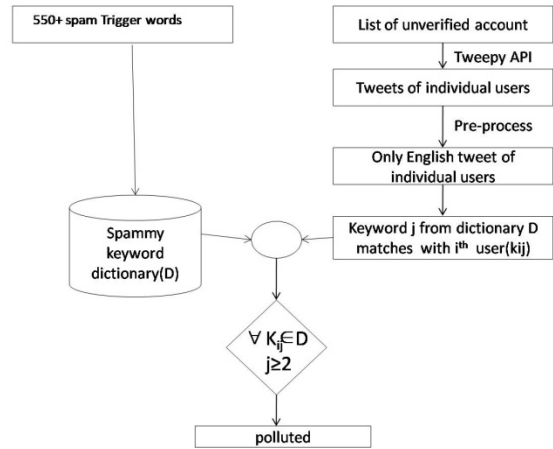 550+ spam Trigger words
List of unverified account
Tweepy API
Tweets of individual users
Pre-process
Only English tweet of
individual users
Keyword j from dictionary D
matches with iᵗʰ user(kij)
Spammy
keyword
dictionary(D)
∀ Kij∈D
j≥2
polluted